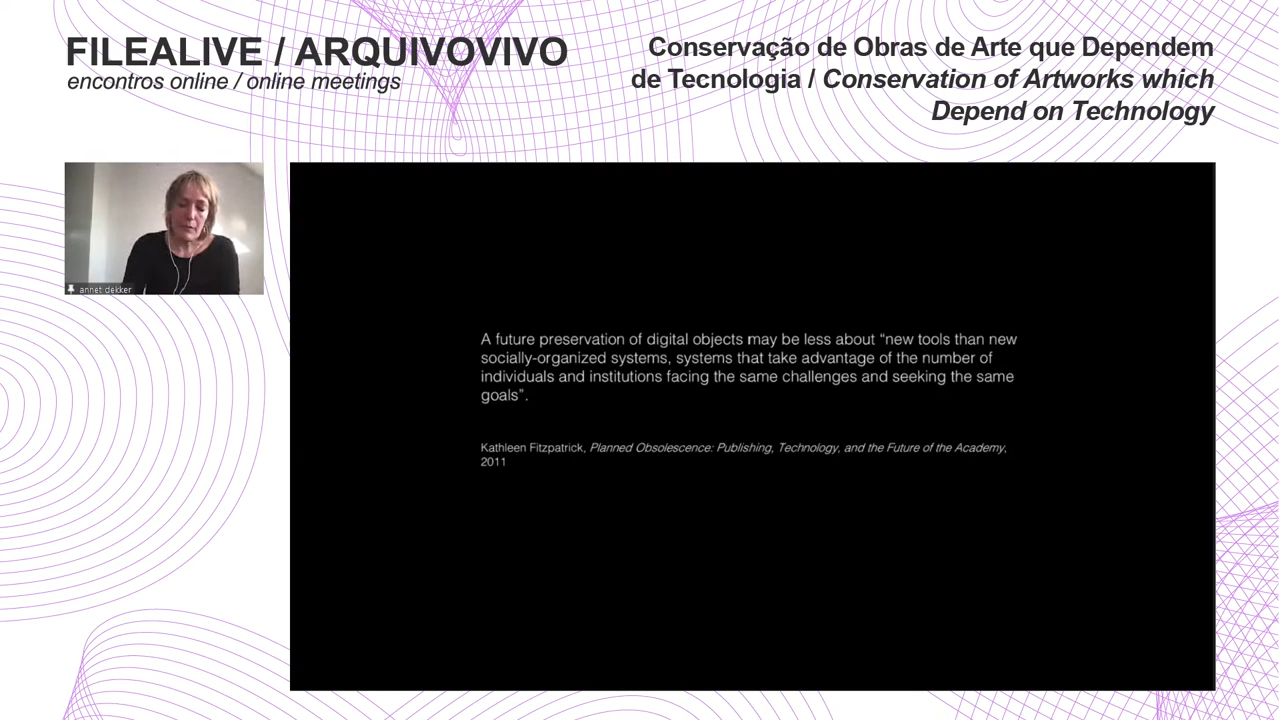 FILEALIVE / ARQUIVOVIVO
encontros online / online meetings
Conservação de Obras de Arte que Dependem
de Tecnologia / Conservation of Artworks which
Depend on Technology
annet dekker
A future preservation of digital objects may be less about “new tools than new
socially-organized systems, systems that take advantage of the number of
individuals and institutions facing the same challenges and seeking the same
goals”.
Kathleen Fitzpatrick, Planned Obsolescence: Publishing, Technology, and the Future of the Academy,
2011